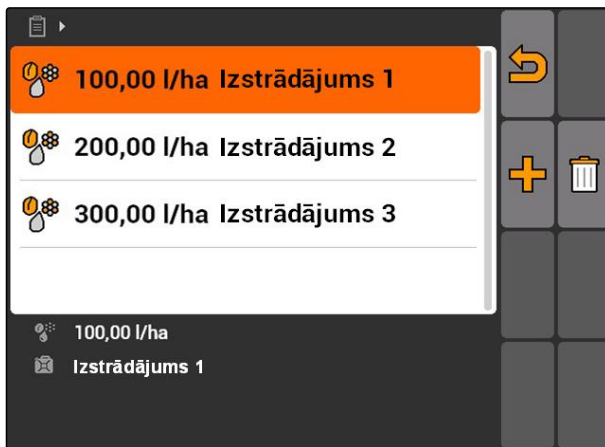 100,00 l/ha Izstrādājums 1
200,00 l/ha Izstrādājums 2
300,00 l/ha Izstrādājums 3
100,00 l/ha
Izstrādājums 1